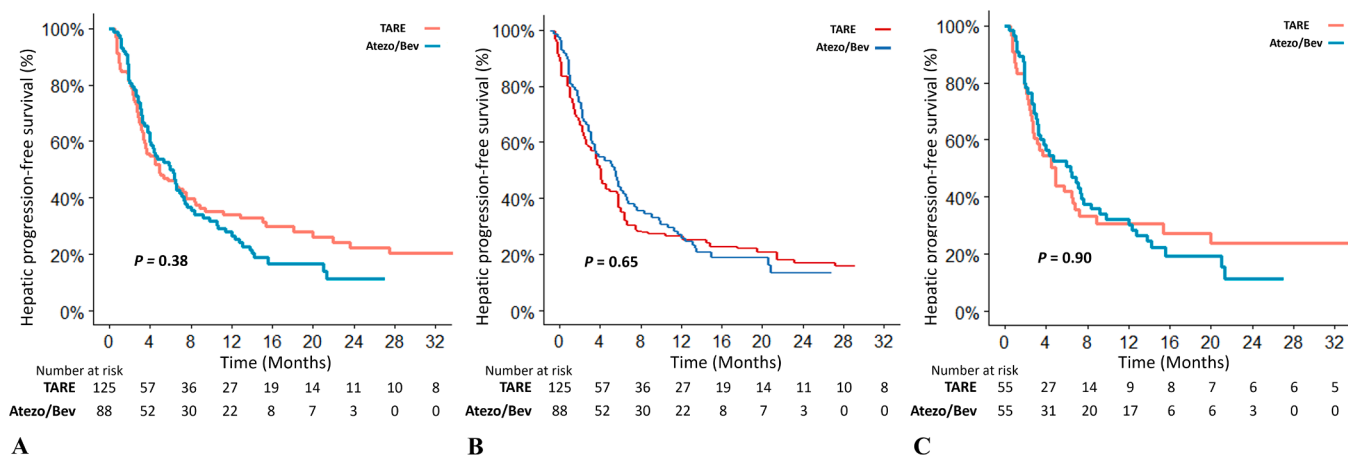 TARE
Atezo/Bev
Hepatic progression-free survival (%)
100%
80%
60%
40%
20%
0%
P = 0.38
0 4 8 12 16 20 24 28 32
Time (Months)
Number at risk
TARE 125 57 36 27 19 14 11 10 8
Atezo/Bev 88 52 30 22 8 7 3 0 0
A
TARE
Atezo/Bev
Hepatic progression-free survival (%)
100%
80%
60%
40%
20%
0%
P = 0.65
0 4 8 12 16 20 24 28 32
Time (Months)
Number at risk
TARE 125 57 36 27 19 14 11 10 8
Atezo/Bev 88 52 30 22 8 7 3 0 0
B
TARE
Atezo/Bev
Hepatic progression-free survival (%)
100%
80%
60%
40%
20%
0%
P = 0.90
0 4 8 12 16 20 24 28 32
Time (Months)
Number at risk
TARE 55 27 14 9 8 7 6 6 5
Atezo/Bev 55 31 20 17 6 6 3 0 0
C